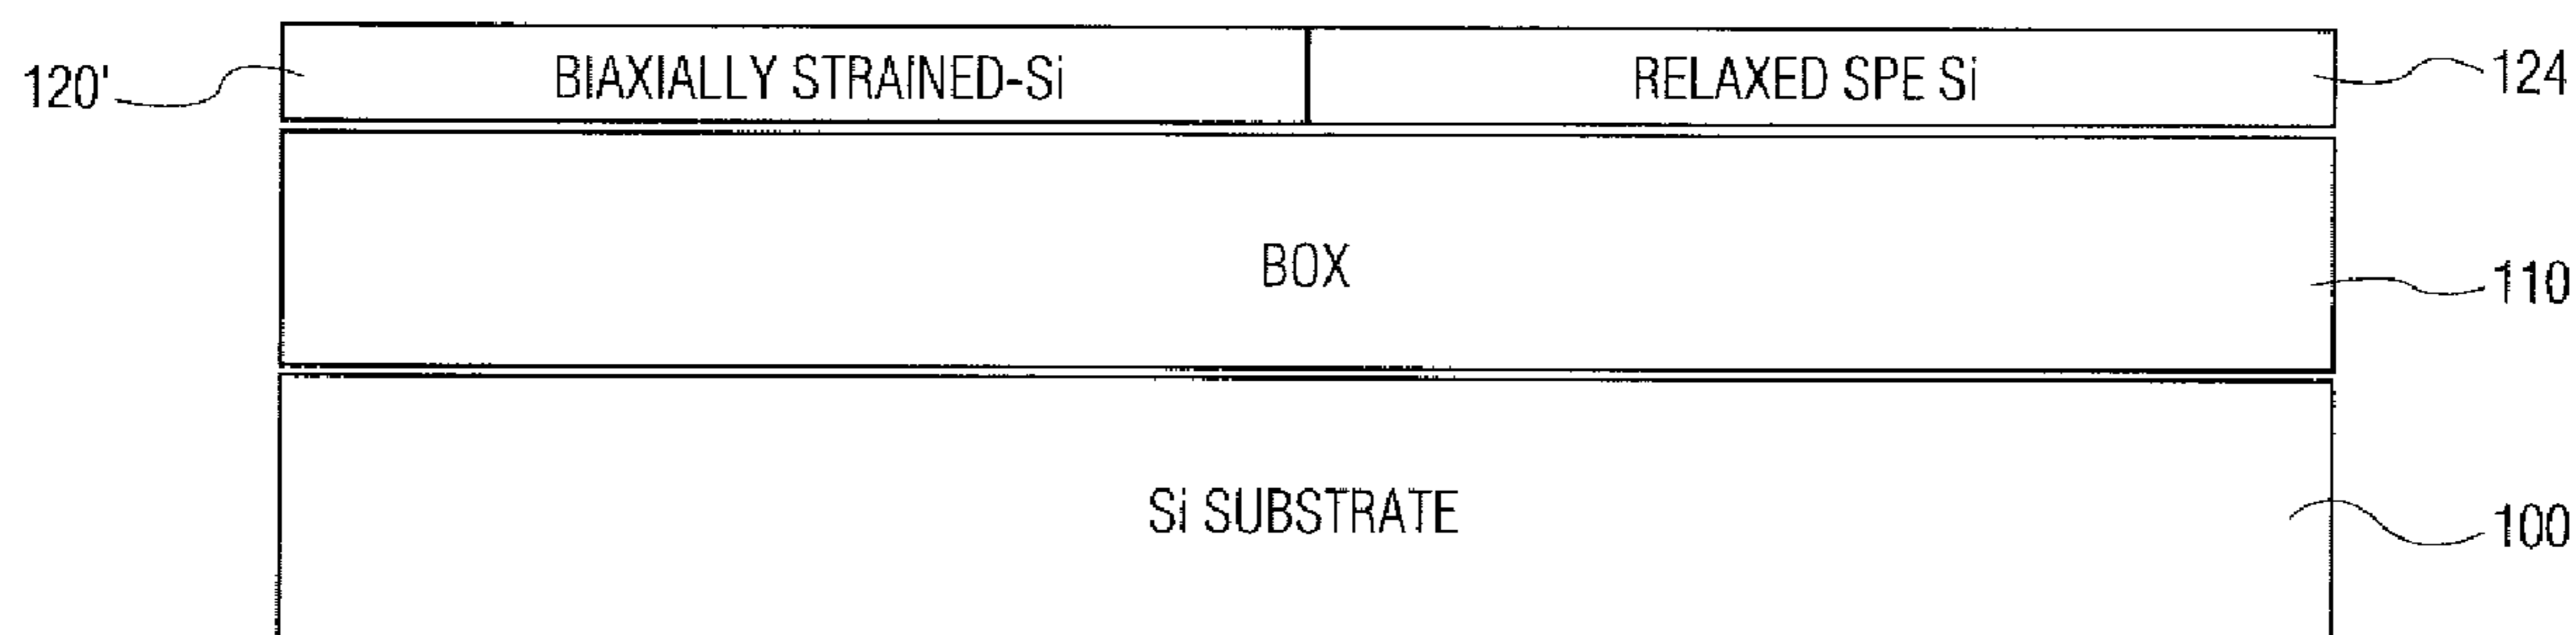 120'
BIAXIALLY STRAINED-Si
RELAXED SPE Si
124
BOX
110
Si SUBSTRATE
100